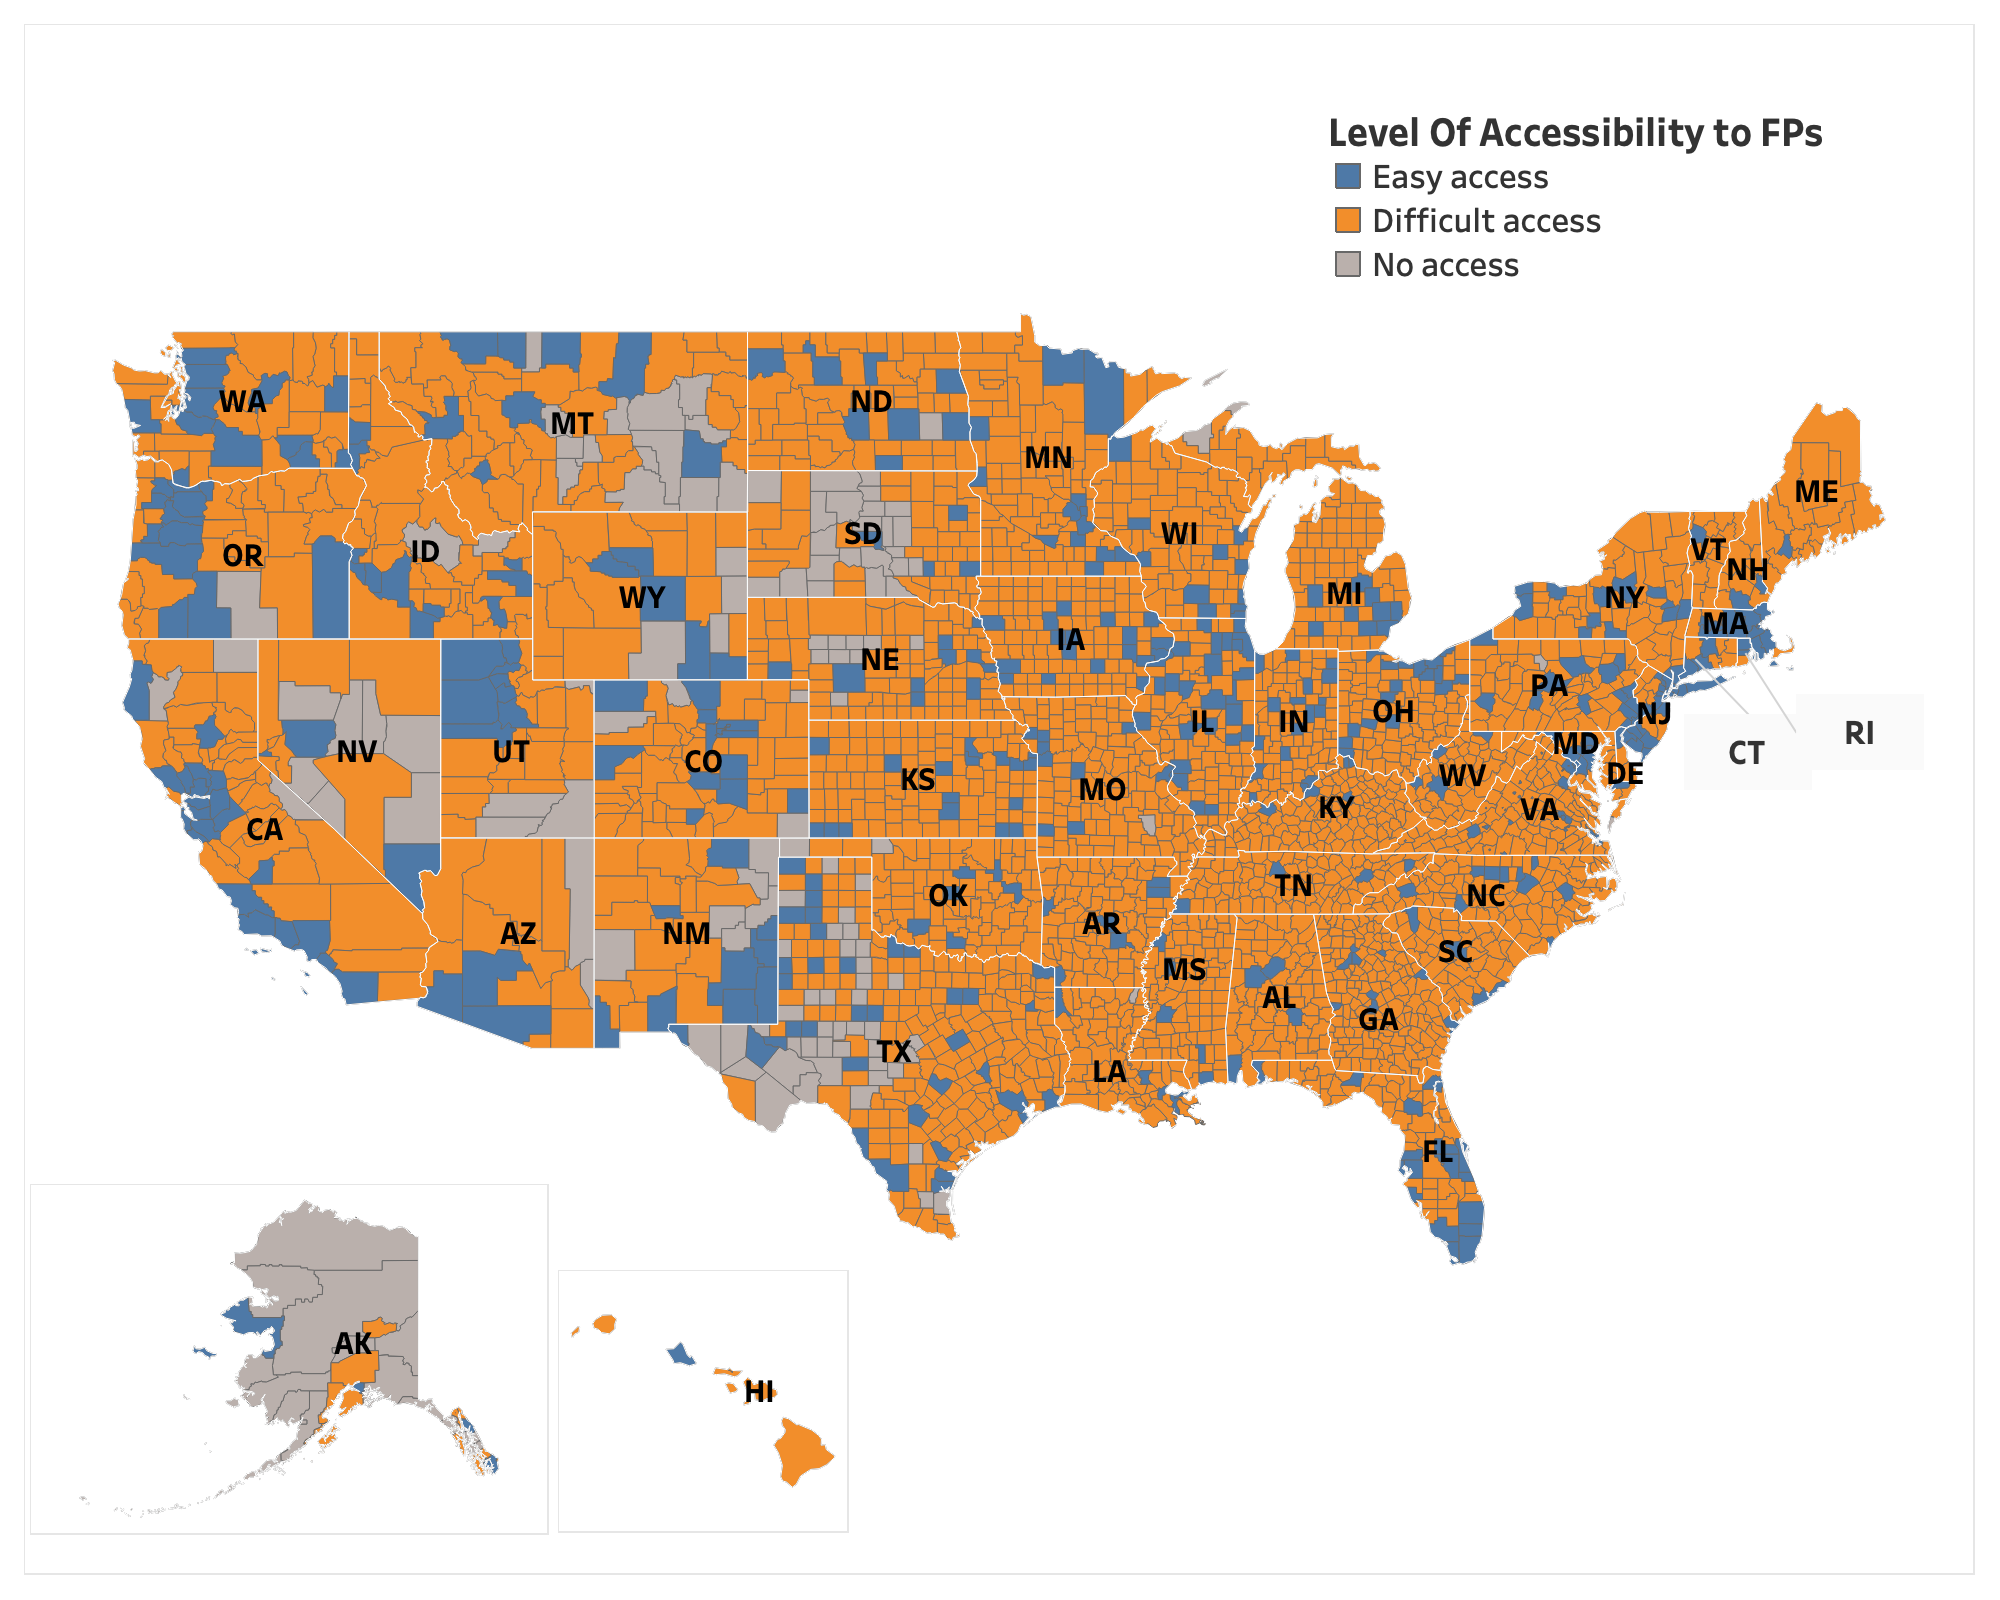 Level Of Accessibility to FPs
Easy access
Difficult access
No access
WA
MT
ND
MN
ME
OR
ID
SD
WI
VT
NH
WY
MI
NY
MA
IA
NE
PA
NV
UT
CO
IL
IN
OH
NJ
RI
CT
MD
KS
MO
WV
DE
KY
VA
CA
OK
TN
NC
AZ
NM
AR
SC
MS
AL
GA
TX
LA
FL
AK
HI